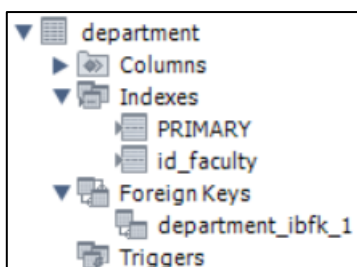 department
Columns
Indexes
PRIMARY
id_faculty
Foreign Keys
department_ibfk_1
Triggers